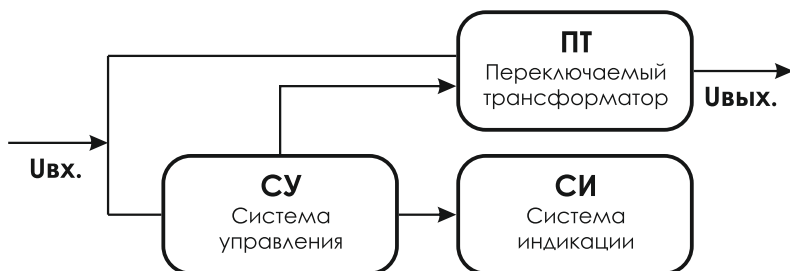 ПТ
Переключаемый
трансформатор
Uвых.
Uвх.
СУ
Система
управления
СИ
Система
индикации